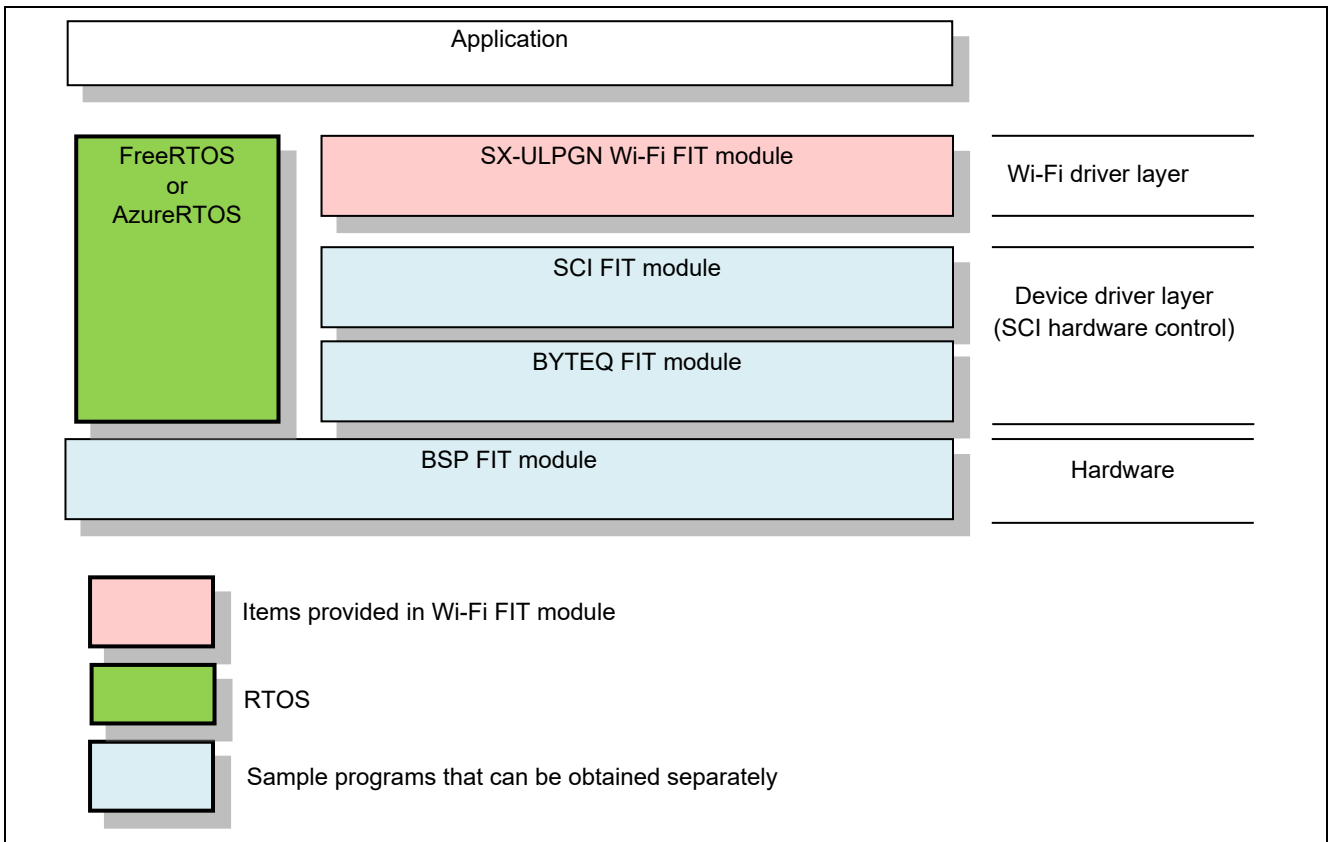 Application
FreeRTOS
or
AzureRTOS
SX-ULPGN Wi-Fi FIT module
Wi-Fi driver layer
SCI FIT module
Device driver layer
(SCI hardware control)
BYTEQ FIT module
BSP FIT module
Hardware
Items provided in Wi-Fi FIT module
RTOS
Sample programs that can be obtained separately